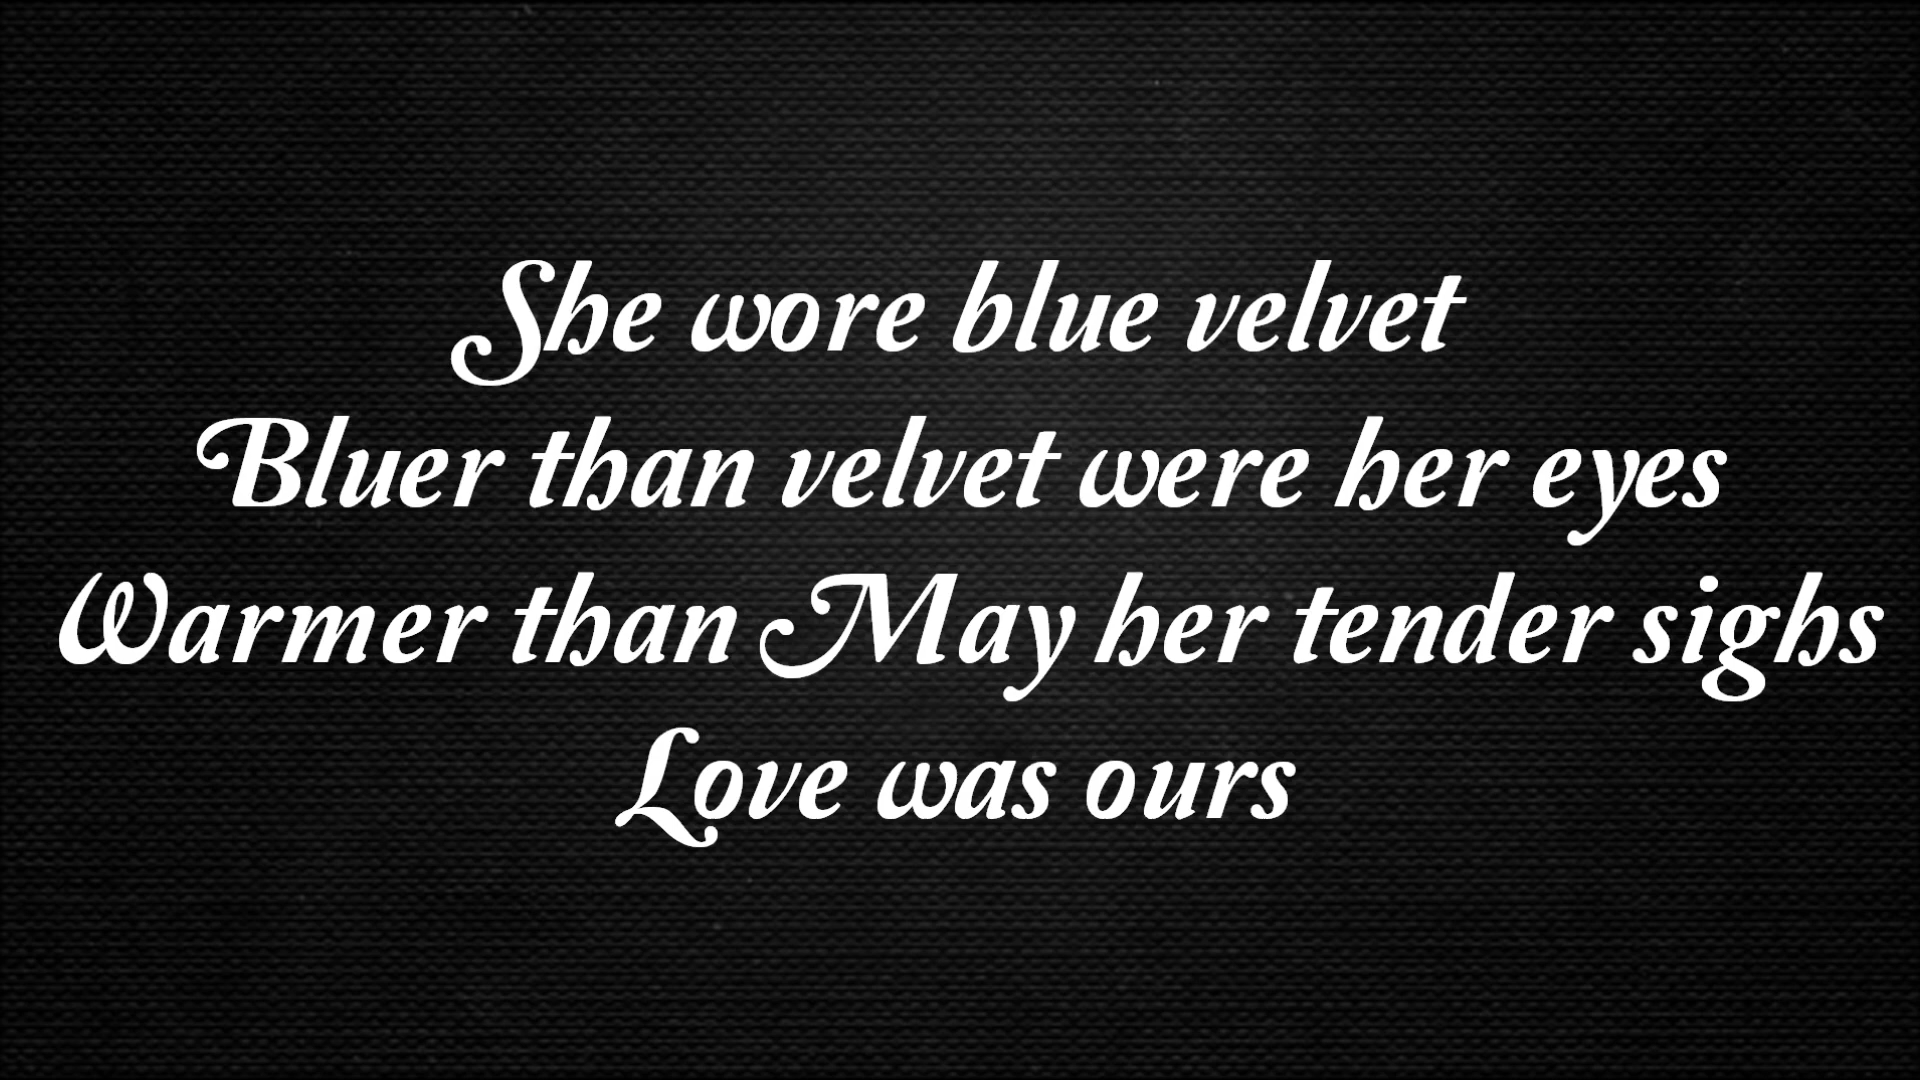 She wore blue velvet
Bluer than velvet were her eyes
Warmer than May her tender sighs
Love was ours